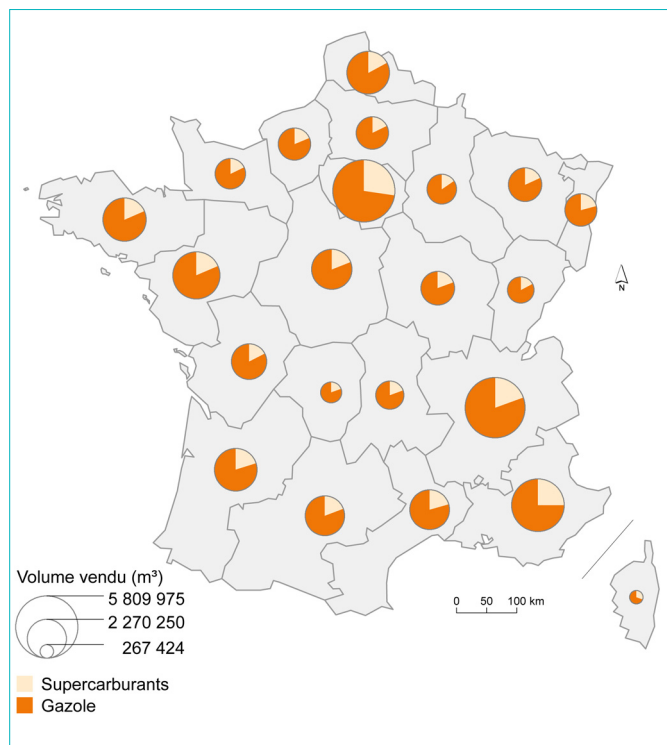 N
Volume vendu (m³)
5 809 975
2 270 250
267 424
0 50 100 km
Supercarburants
Gazole